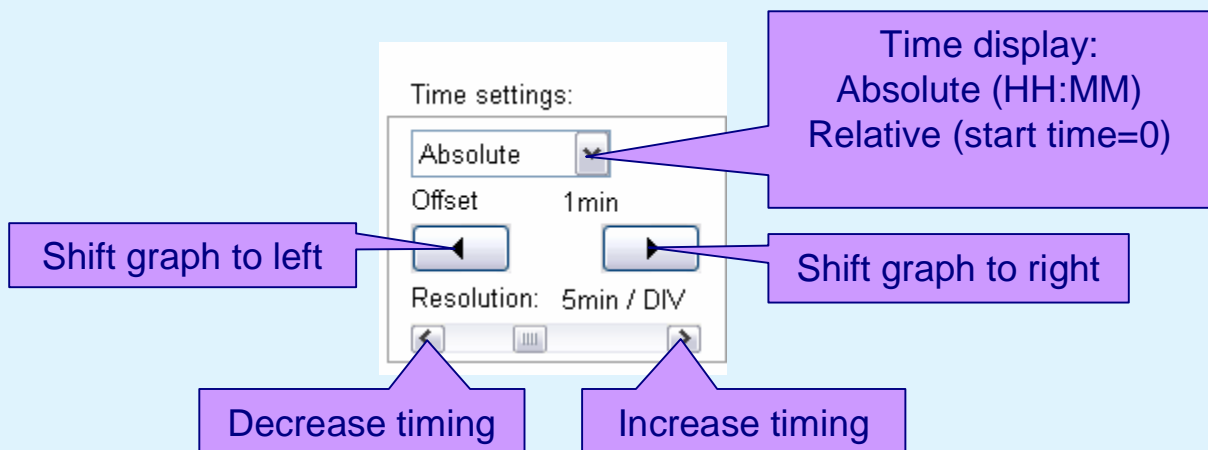 Time display:
Absolute (HH:MM)
Relative (start time=0)
Time settings:
Absolute
Offset 1min
Shift graph to left
Shift graph to right
Resolution: 5min / DIV
Decrease timing
Increase timing